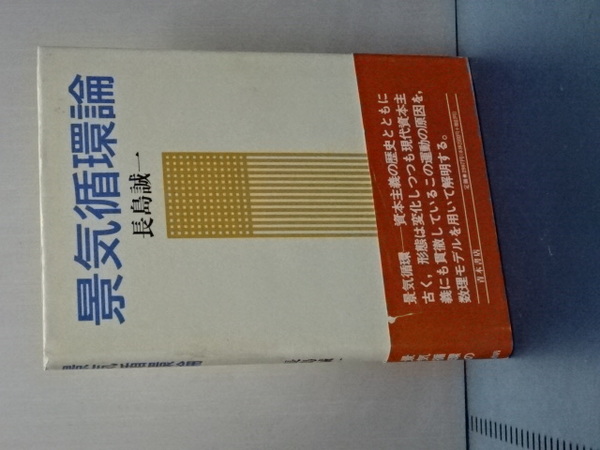 景気循環論
長島誠一
景気循環――資本主義の歴史とともに
古く，形態は変化しつつも現代資本主
義にも貫徹しているこの運動の原因を，
数理モデルを用いて解明する。
青木書店